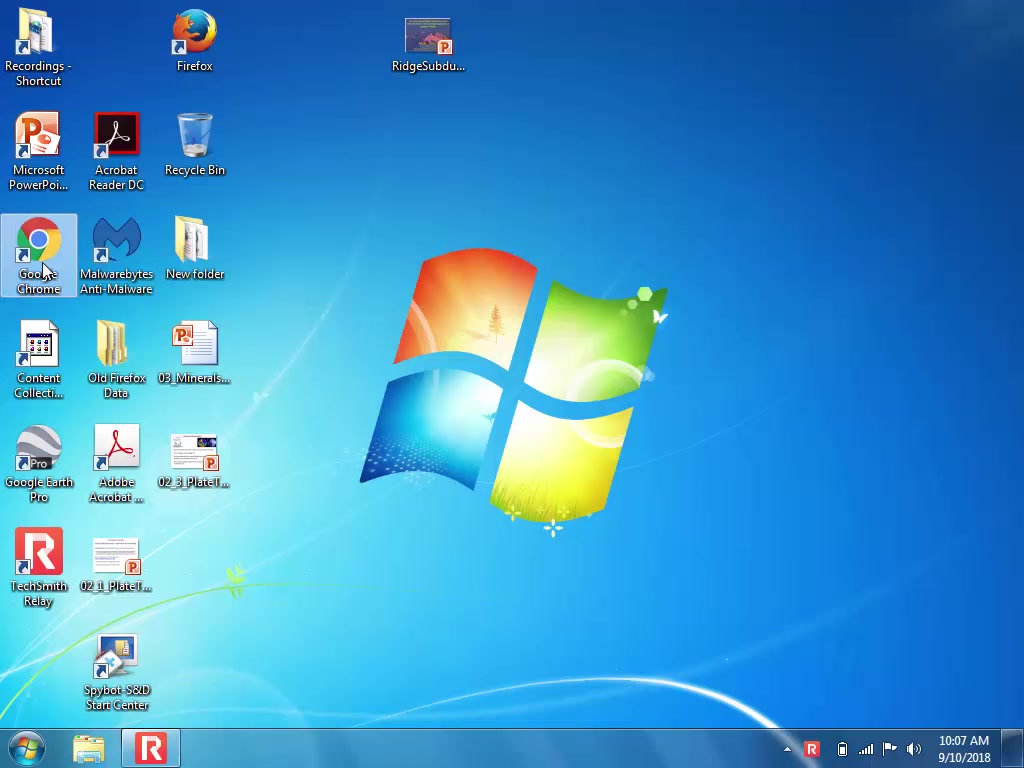 Recordings -
Shortcut
Firefox
RidgeSubdu...
Microsoft
PowerPoi...
Acrobat
Reader DC
Recycle Bin
Google
Chrome
Malwarebytes
Anti-Malware
New folder
Content
Collecti...
Old Firefox
Data
03_Minerals...
Pro
Google Earth
Pro
Adobe
Acrobat ...
02_3_PlateT...
TechSmith
Relay
02_1_PlateT...
Spybot-S&D
Start Center
10:07 AM
9/10/2018